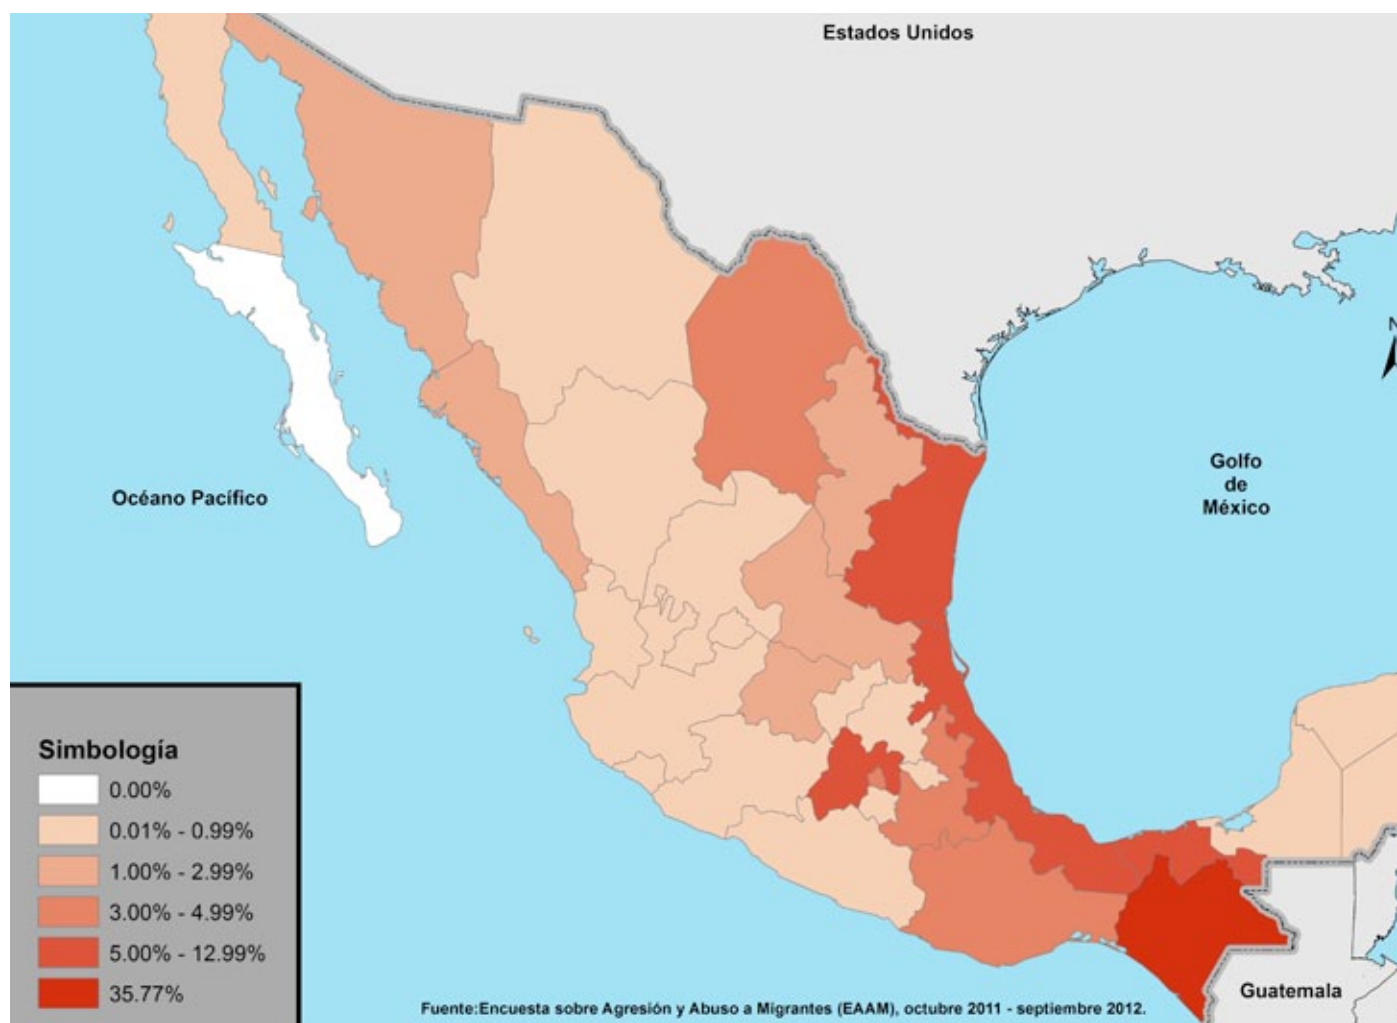 Estados Unidos
N
Golfo
de
México
Océano Pacífico
Simbología
0.00%
0.01% - 0.99%
1.00% - 2.99%
3.00% - 4.99%
5.00% - 12.99%
35.77%
Guatemala
Fuente:Encuesta sobre Agresión y Abuso a Migrantes (EAAM), octubre 2011 - septiembre 2012.